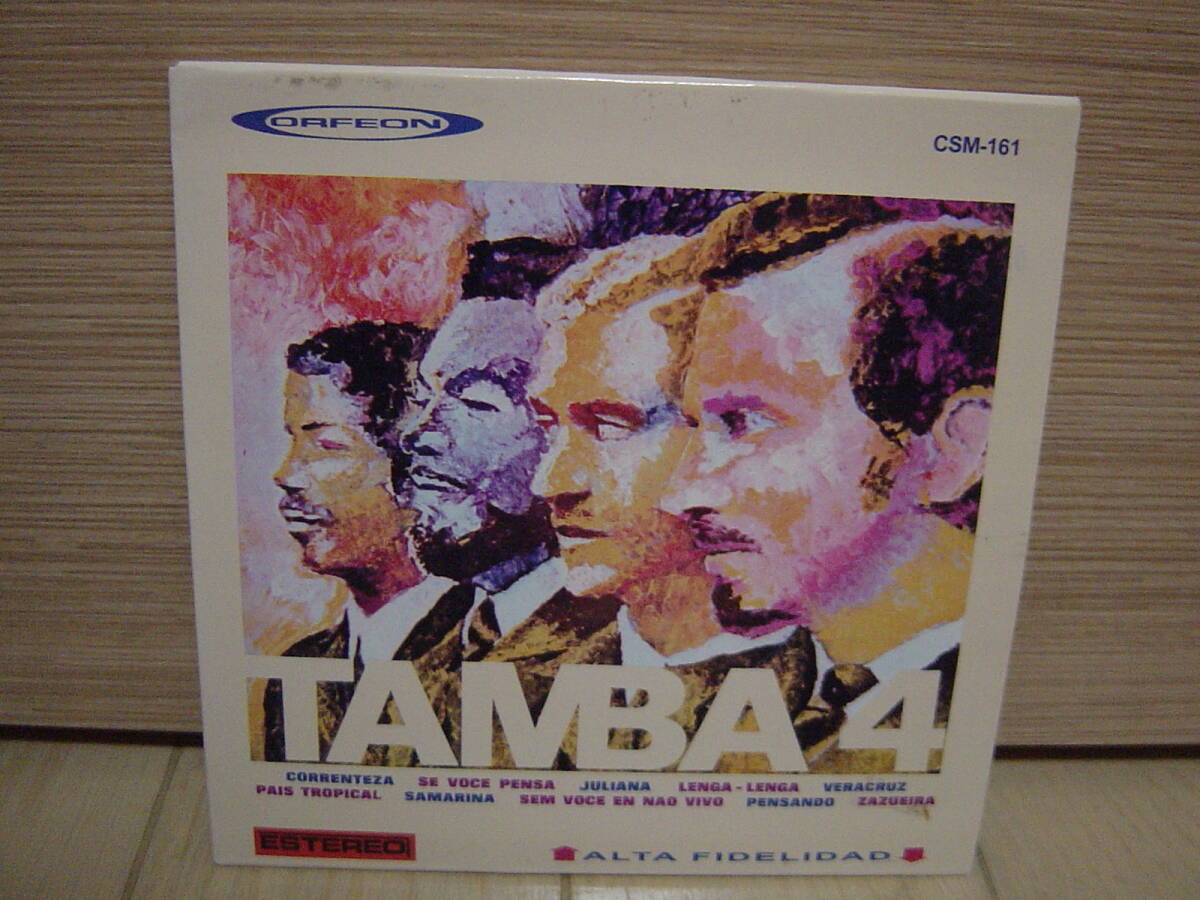 ORFEON
CSM-161
TAMBA 4
CORRENTEZA SE VOCE PENSA JULIANA LENGA-LENGA VERACRUZ
PAIS TROPICAL SAMARINA SEM VOCE EN NAO VIVO PENSANDO ZAZUEIRA
ESTEREO
ALTA FIDELIDAD